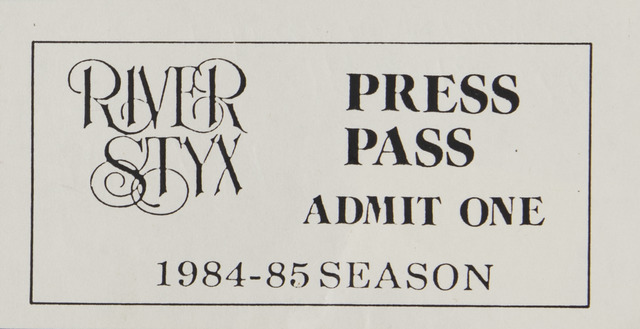 RIVER
STYX
PRESS
PASS
ADMIT ONE
1984-85 SEASON